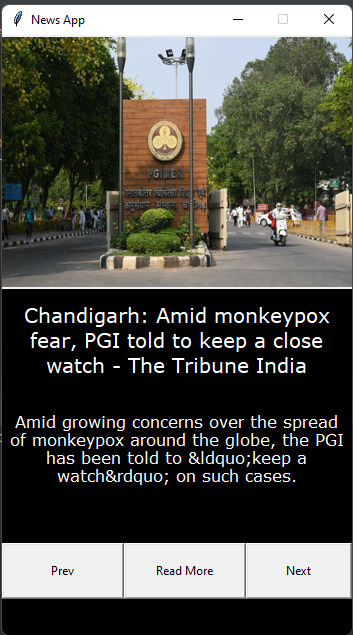 News App
PGIMER
Chandigarh: Amid monkeypox
fear, PGI told to keep a close
watch - The Tribune India
Amid growing concerns over the spread
of monkeypox around the globe, the PGI
has been told to &ldquo;keep a
watch&rdquo; on such cases.
Prev
Read More
Next